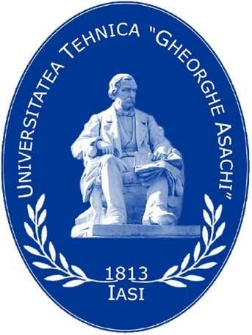 UNIVERSITATEA TEHNICA "GHEORGHE ASACHI"
1813
IASI